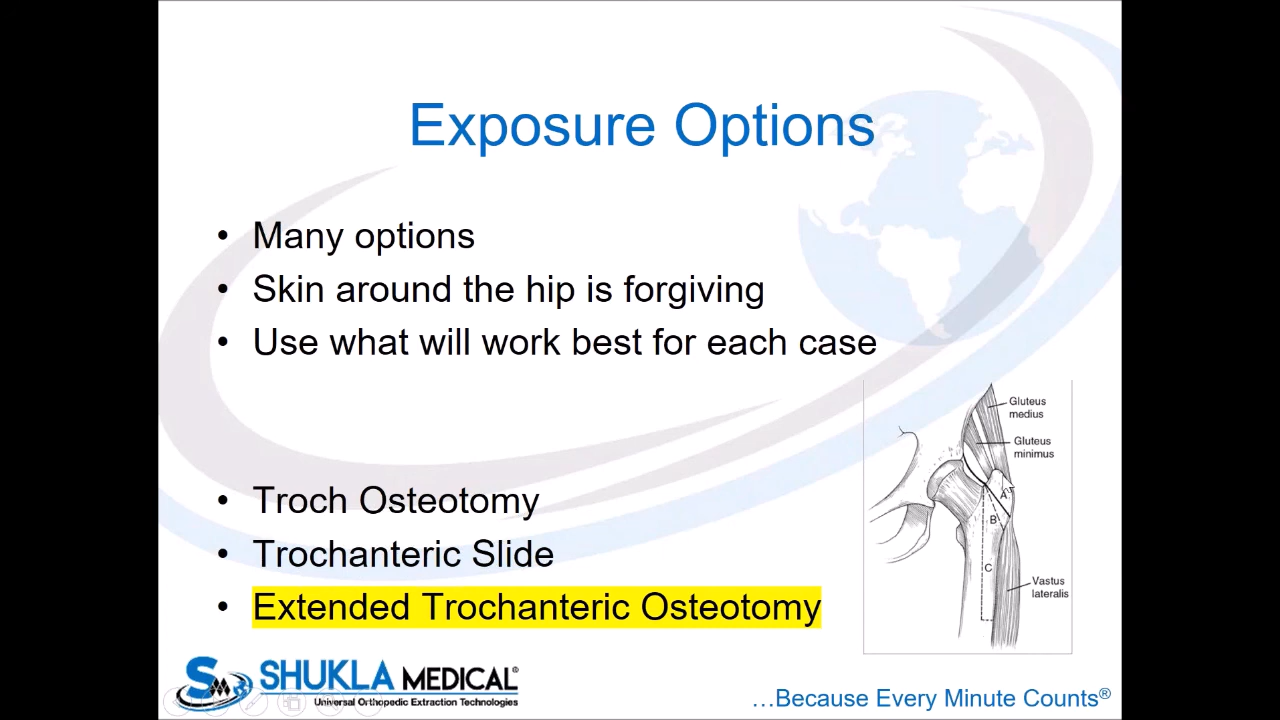 Exposure Options
• Many options
• Skin around the hip is forgiving
• Use what will work best for each case
• Troch Osteotomy
• Trochanteric Slide
• Extended Trochanteric Osteotomy
Gluteus
medius
Gluteus
minimus
A
B
C
Vastus
lateralis
SM
SHUKLA MEDICAL®
Universal Orthopedic Extraction Technologies
…Because Every Minute Counts®